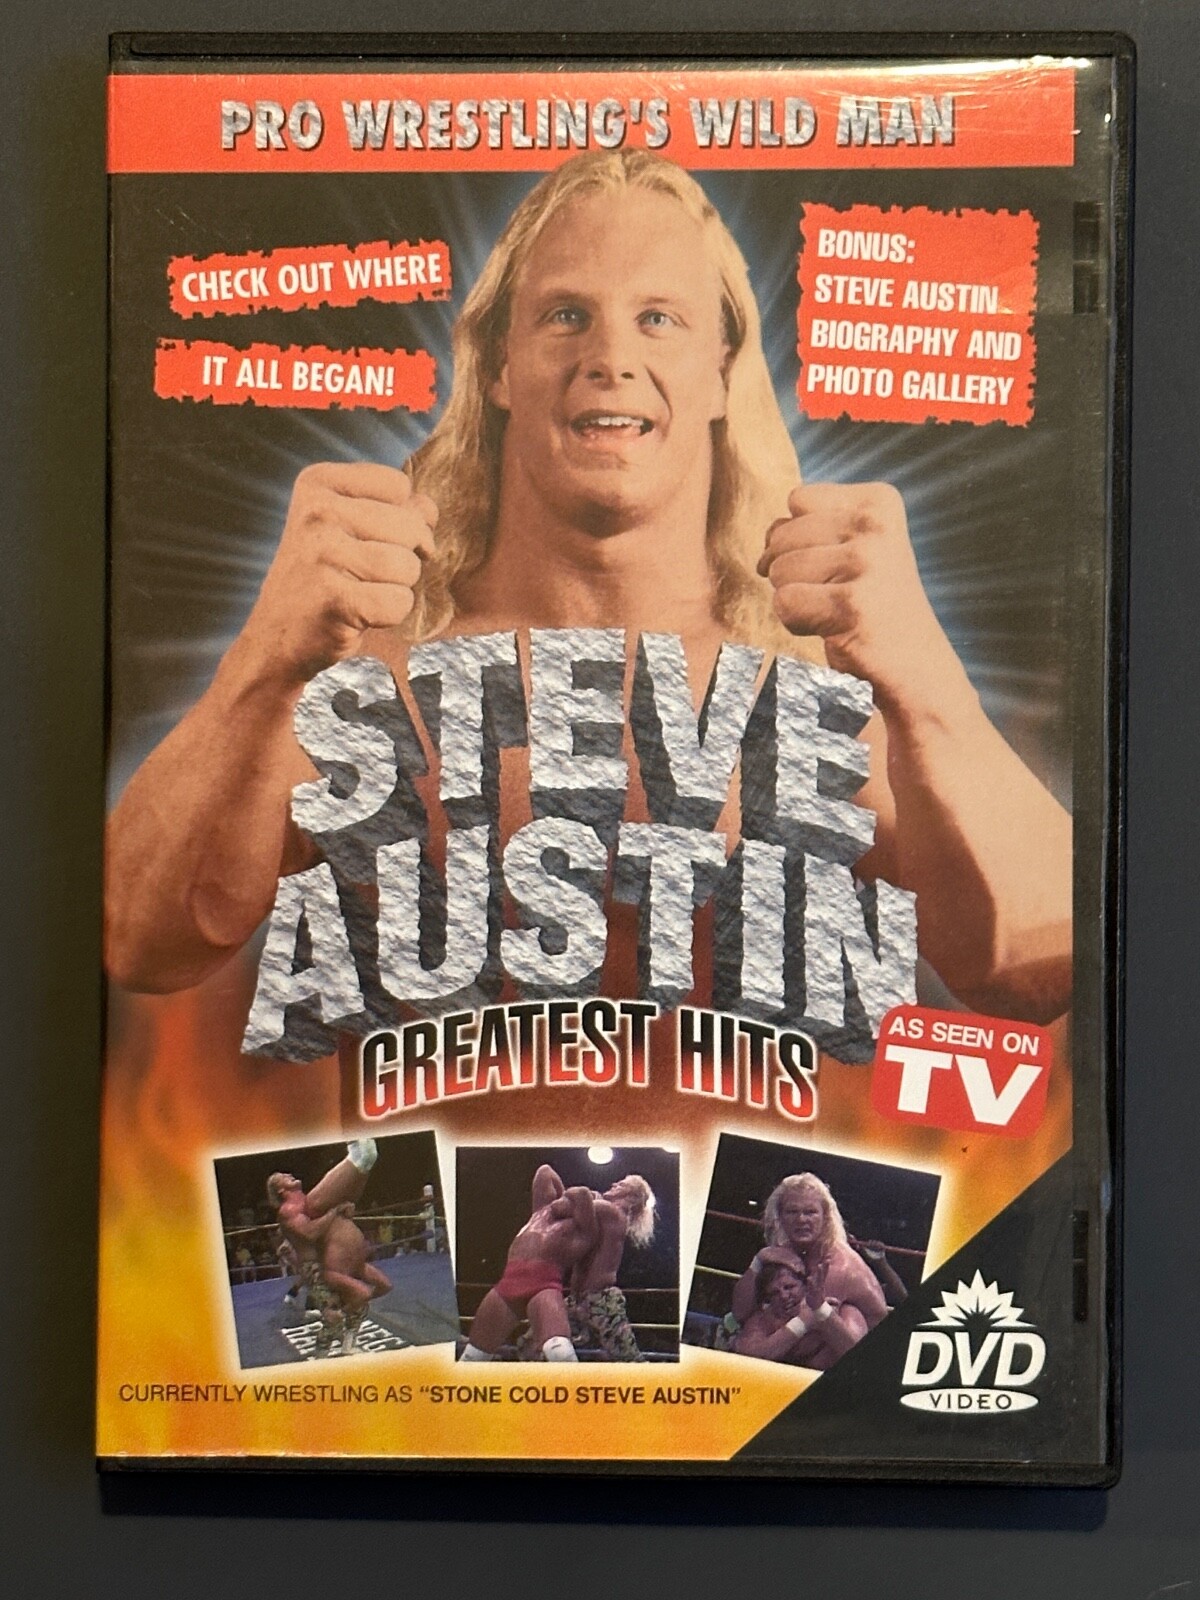 PRO WRESTLING'S WILD MAN
CHECK OUT WHERE
IT ALL BEGAN!
BONUS:
STEVE AUSTIN
BIOGRAPHY AND
PHOTO GALLERY
STEVE
AUSTIN
GREATEST HITS
AS SEEN ON
TV
CURRENTLY WRESTLING AS "STONE COLD STEVE AUSTIN"
DVD
VIDEO